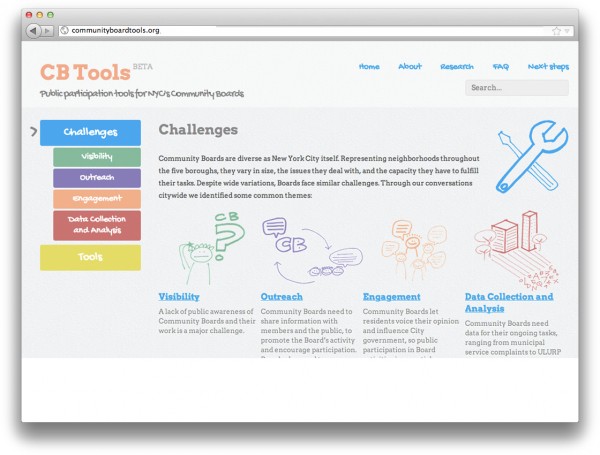 communityboardtools.org
CB Tools BETA
Public participation tools for NYC's Community Boards
Home About Research FAQ Next steps
Search...
Challenges
Visibility
Outreach
Engagement
Data Collection
and Analysis
Tools
Challenges
Community Boards are diverse as New York City itself. Representing neighborhoods throughout
the five boroughs, they vary in size, the issues they deal with, and the capacity they have to fulfill
their tasks. Despite wide variations, Boards face similar challenges. Through our conversations
citywide we identified some common themes:
CB
?
Visibility
A lack of public awareness of
Community Boards and their
work is a major challenge.
CB
Outreach
Community Boards need to
share information with
members and the public, to
promote the Board's activity
and encourage participation.
Engagement
Community Boards let
residents voice their opinion
and influence City
government, so public
participation in Board
Data Collection and
Analysis
Community Boards need
data for their ongoing tasks,
ranging from municipal
service complaints to ULURP